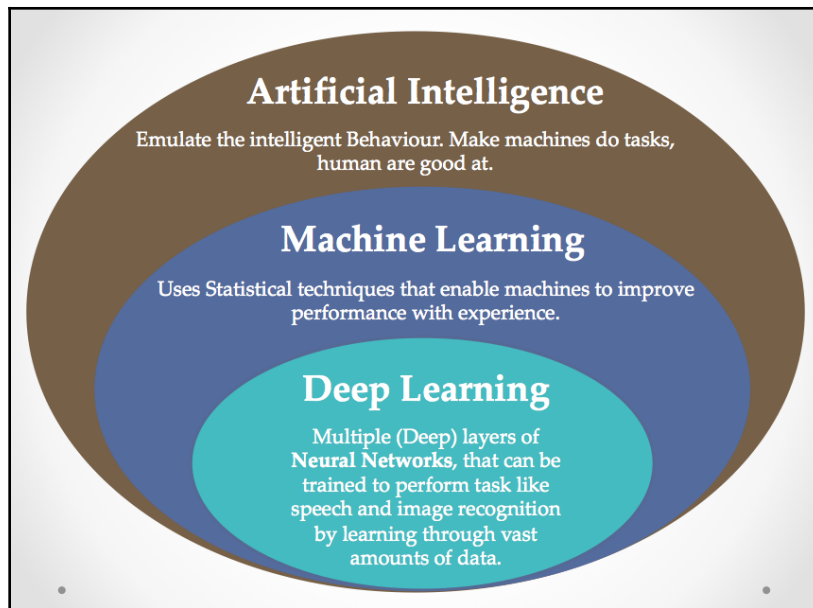 Artificial Intelligence
Emulate the intelligent Behaviour. Make machines do tasks,
human are good at.
Machine Learning
Uses Statistical techniques that enable machines to improve
performance with experience.
Deep Learning
Multiple (Deep) layers of
Neural Networks, that can be
trained to perform task like
speech and image recognition
by learning through vast
amounts of data.